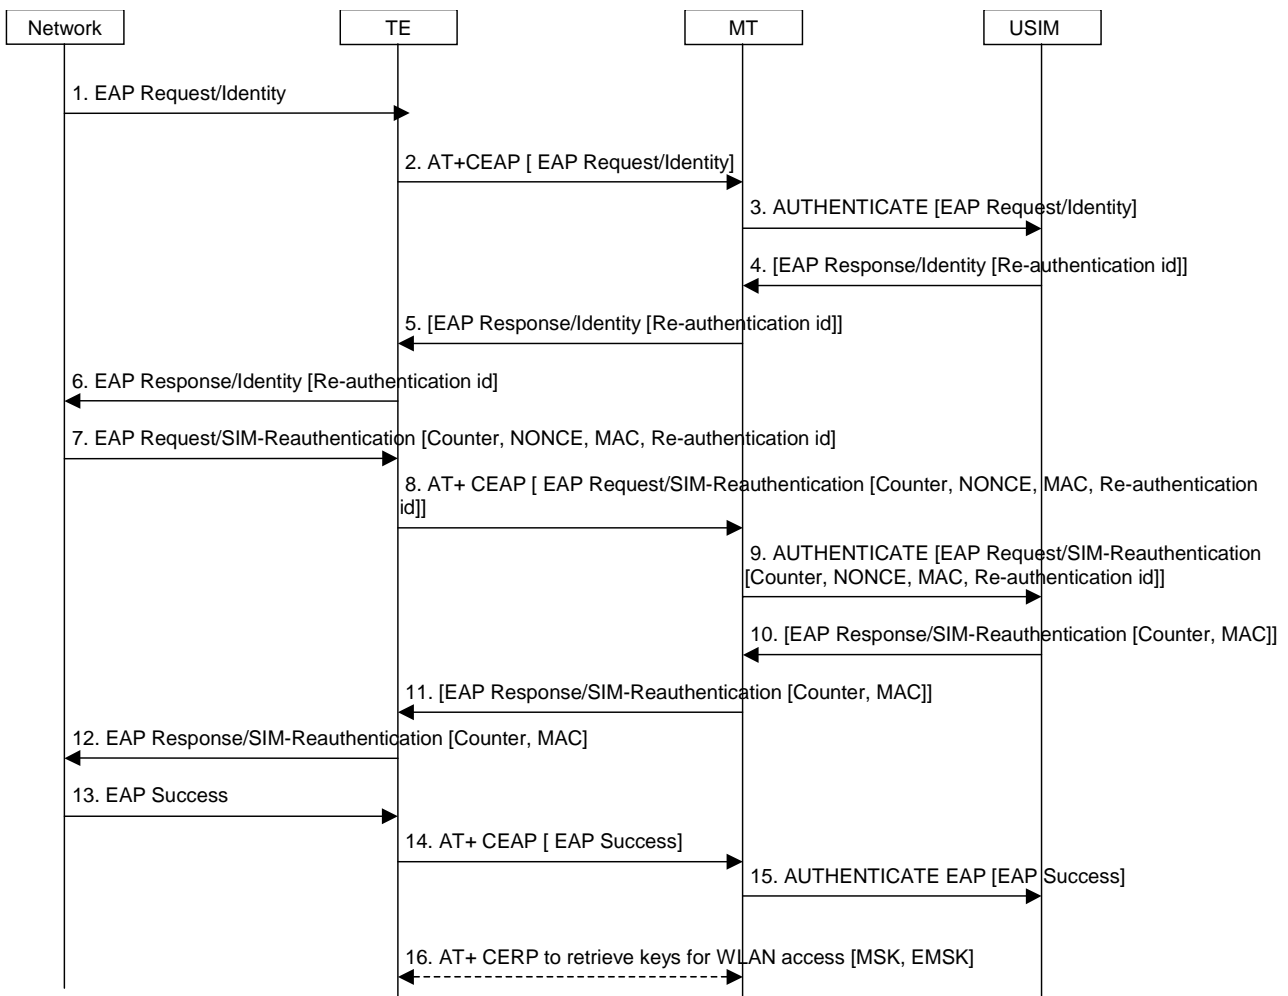 Network
TE
MT
USIM
1. EAP Request/Identity
2. AT+CEAP [ EAP Request/Identity]
3. AUTHENTICATE [EAP Request/Identity]
4. [EAP Response/Identity [Re-authentication id]]
5. [EAP Response/Identity [Re-authentication id]]
6. EAP Response/Identity [Re-authentication id]
7. EAP Request/SIM-Reauthentication [Counter, NONCE, MAC, Re-authentication id]
8. AT+ CEAP [ EAP Request/SIM-Reauthentication [Counter, NONCE, MAC, Re-authentication
id]]
9. AUTHENTICATE [EAP Request/SIM-Reauthentication
[Counter, NONCE, MAC, Re-authentication id]]
10. [EAP Response/SIM-Reauthentication [Counter, MAC]]
11. [EAP Response/SIM-Reauthentication [Counter, MAC]]
12. EAP Response/SIM-Reauthentication [Counter, MAC]
13. EAP Success
14. AT+ CEAP [ EAP Success]
15. AUTHENTICATE EAP [EAP Success]
16. AT+ CERP to retrieve keys for WLAN access [MSK, EMSK]